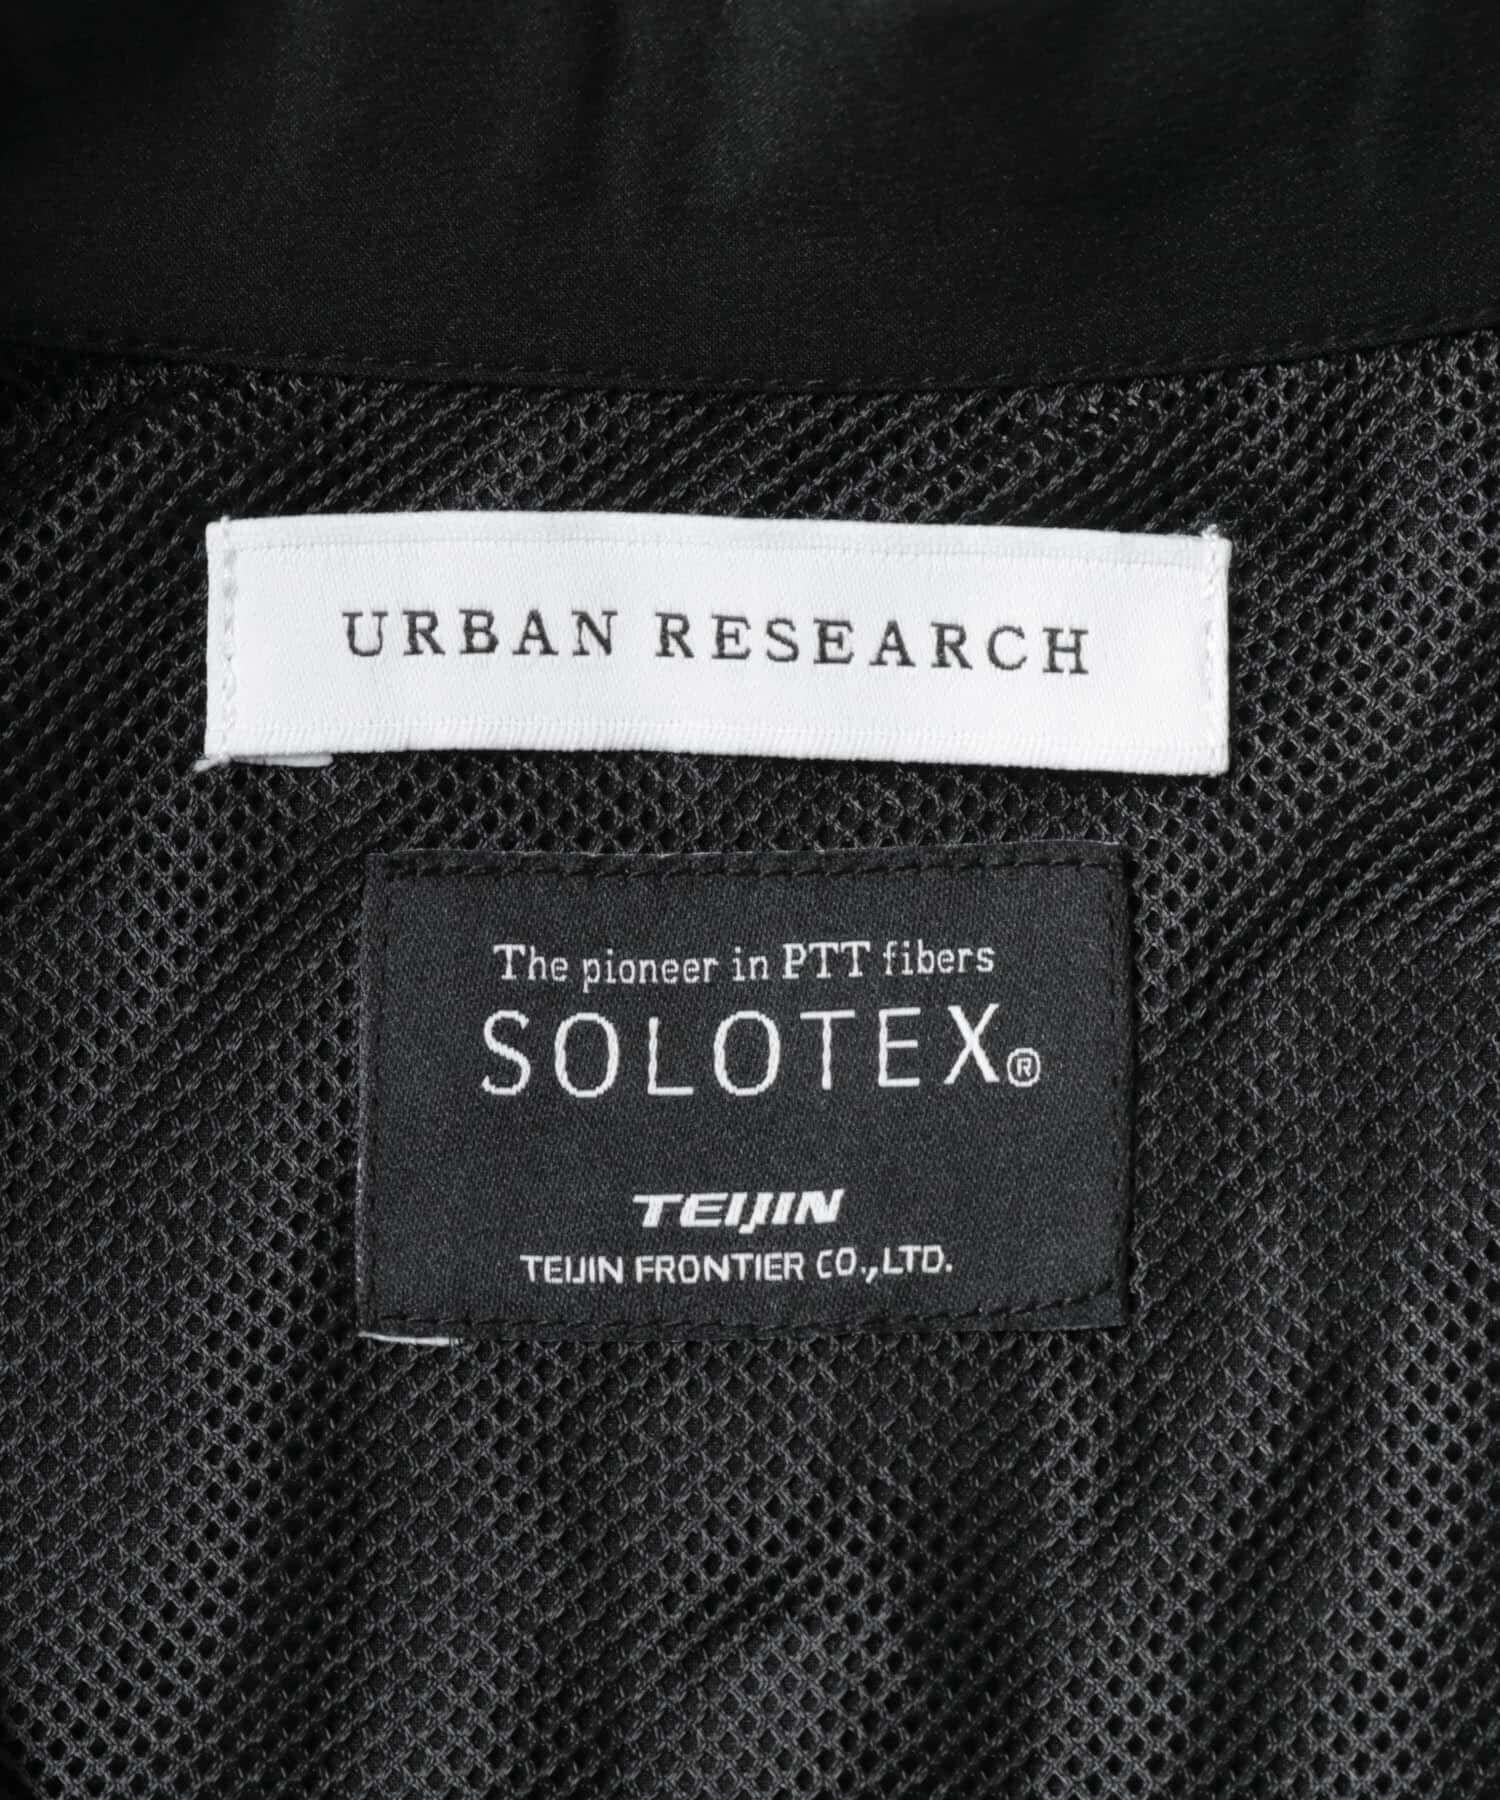 URBAN RESEARCH
The pioneer in PTT fibers
SOLOTEX®
TEIJIN
TEIJIN FRONTIER CO.,LTD.